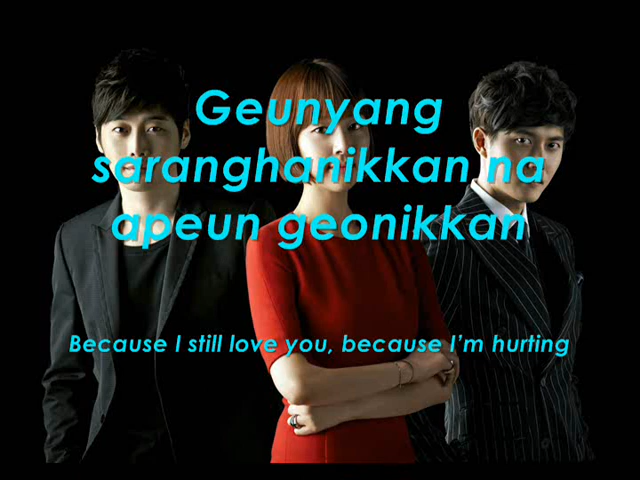 Geunyang
saranghanikkan na
apeun geonikkan
Because I still love you, because I'm hurting